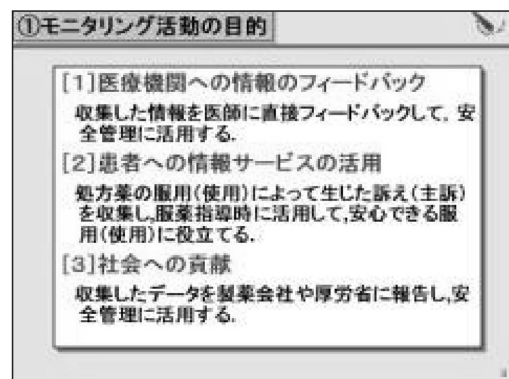 ①モニタリング活動の目的
[1]医療機関への情報のフィードバック
収集した情報を医師に直接フィードバックして，安
全管理に活用する.
[2]患者への情報サービスの活用
処方薬の服用(使用)によって生じた訴え(主訴)
を収集し,服薬指導時に活用して,安心できる服
用(使用)に役立てる.
[3]社会への貢献
収集したデータを製薬会社や厚労省に報告し,安
全管理に活用する.